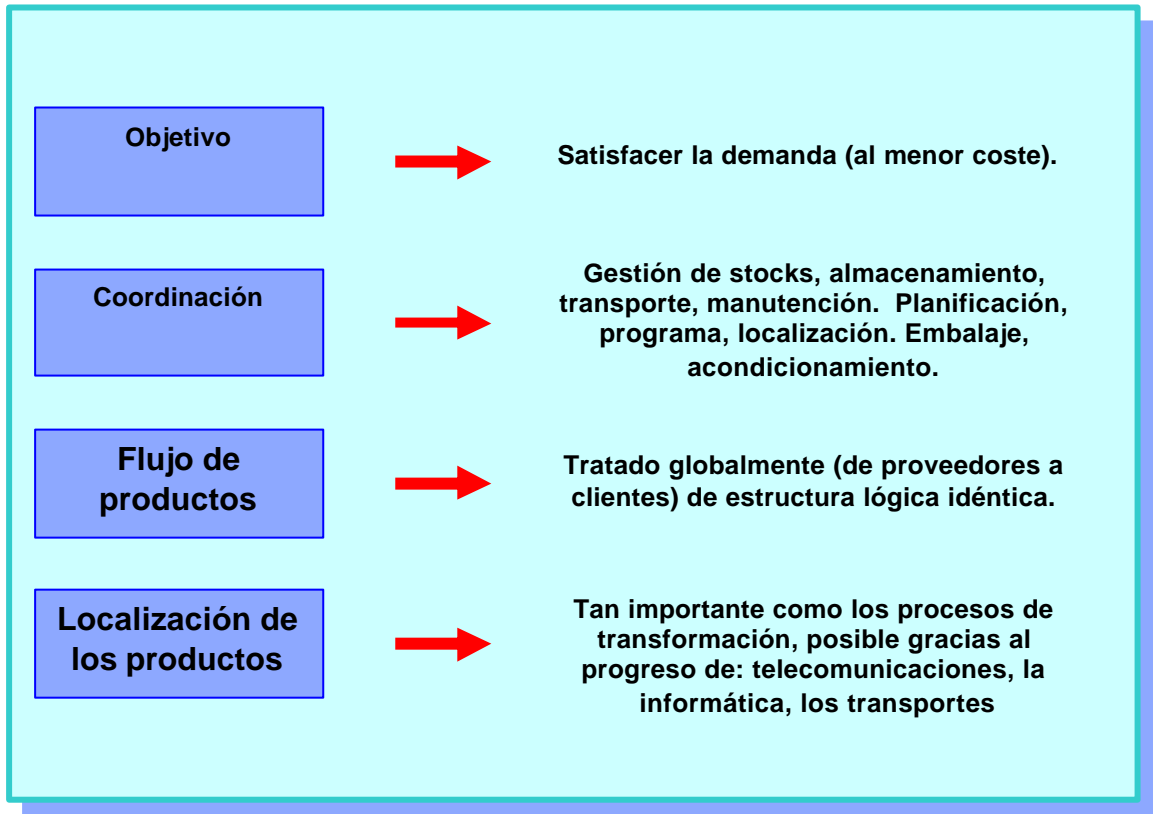 Objetivo
Satisfacer la demanda (al menor coste).
Coordinación
Gestión de stocks, almacenamiento,
transporte, manutención.  Planificación,
programa, localización. Embalaje,
acondicionamiento.
Flujo de
productos
Tratado globalmente (de proveedores a
clientes) de estructura lógica idéntica.
Localización de
los productos
Tan importante como los procesos de
transformación, posible gracias al
progreso de: telecomunicaciones, la
informática, los transportes